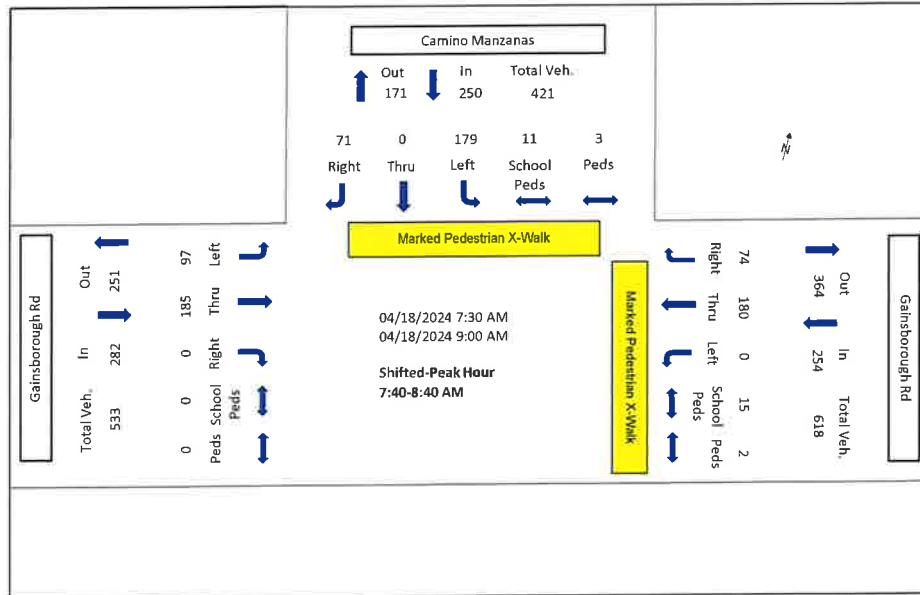 Camino Manzanas
Out In Total Veh.
171 250 421
71 0 179 11 3
Right Thru Left School Peds
Peds
N
Marked Pedestrian X-Walk
Gainsborough Rd
Out In Total Veh.
251 282 533
97 185 0 0 0
Left Thru Right School Peds
Peds
04/18/2024 7:30 AM
04/18/2024 9:00 AM
Shifted-Peak Hour
7:40-8:40 AM
Marked Pedestrian X-Walk
74 180 0 15 2
Right Thru Left School Peds
Peds
Out In Total Veh.
364 254 618
Gainsborough Rd